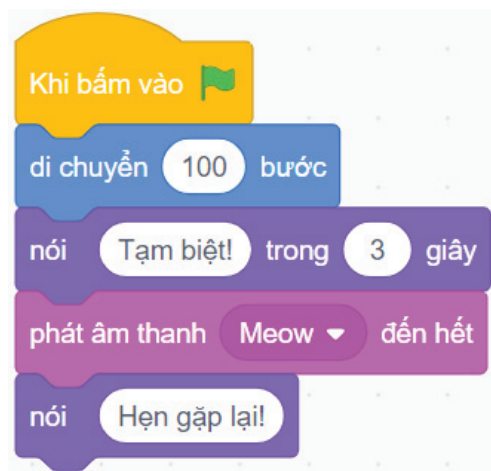 Khi bấm vào
di chuyển 100 bước
nói Tạm biệt! trong 3 giây
phát âm thanh Meow đến hết
nói Hẹn gặp lại!